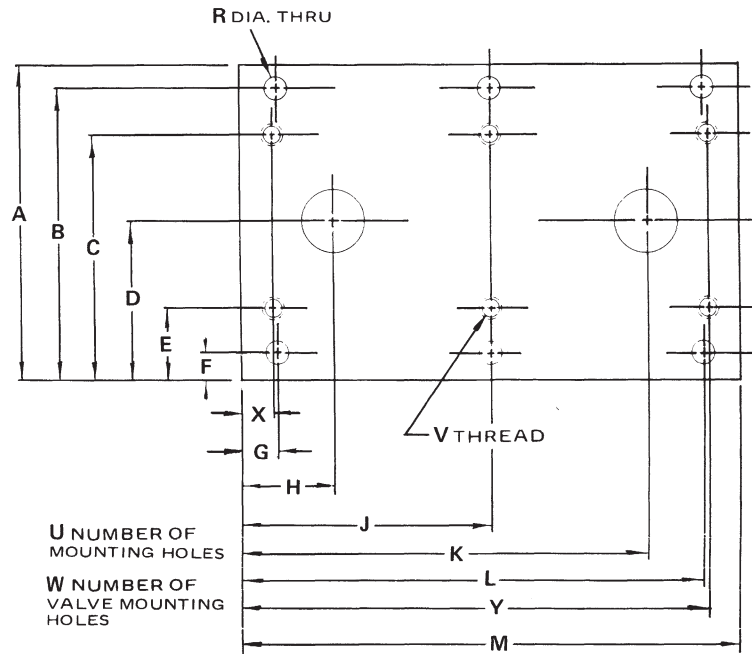 R DIA. THRU
A
B
C
D
E
F
X
G
V THREAD
H
J
U NUMBER OF
MOUNTING HOLES
K
W NUMBER OF
VALVE MOUNTING
HOLES
L
Y
M